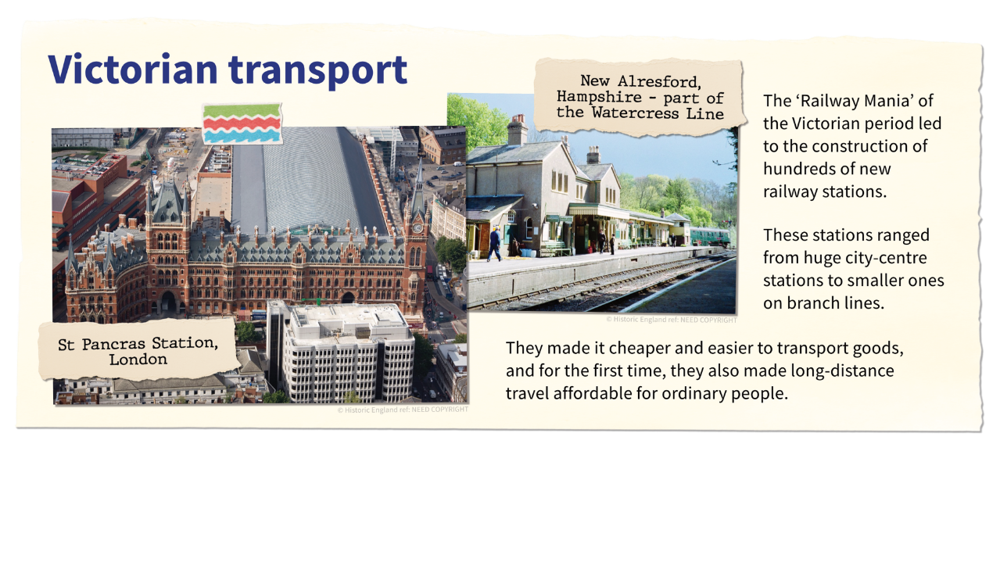 Victorian transport
New Alresford,
Hampshire - part of
the Watercress Line
The ‘Railway Mania’ of
the Victorian period led
to the construction of
hundreds of new
railway stations.
These stations ranged
from huge city-centre
stations to smaller ones
on branch lines.
© Historic England ref: NEED COPYRIGHT
St Pancras Station,
London
They made it cheaper and easier to transport goods,
and for the first time, they also made long-distance
travel affordable for ordinary people.
© Historic England ref: NEED COPYRIGHT